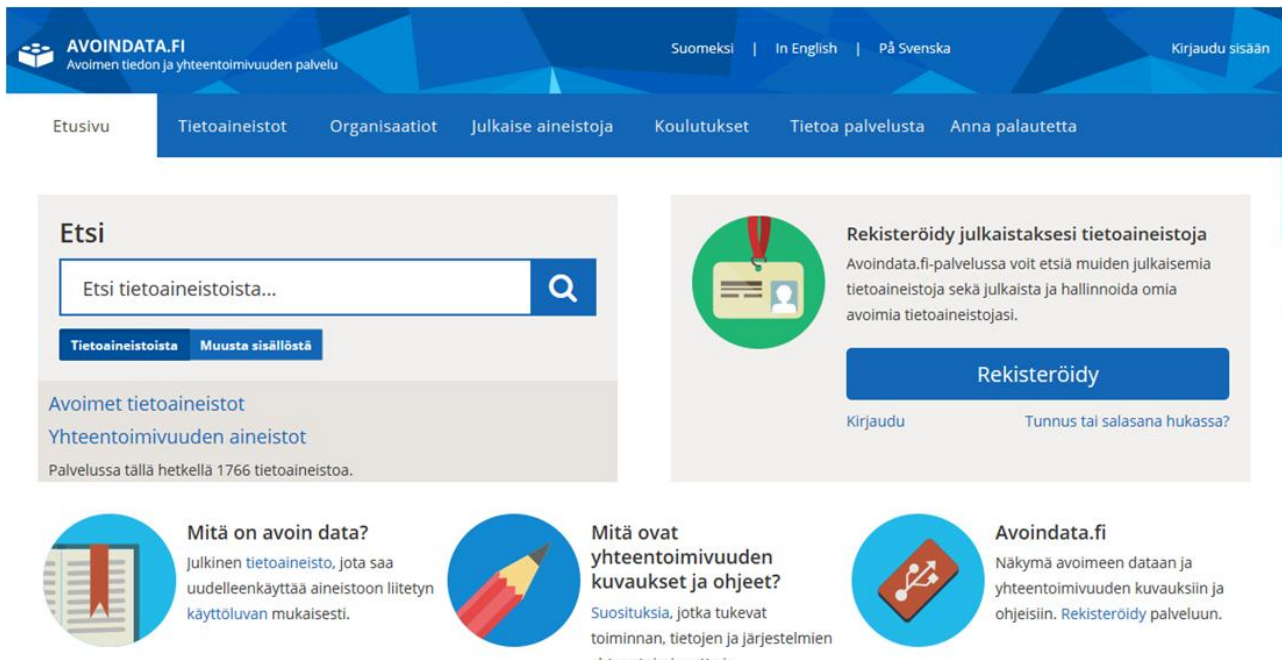 AVOINDATA.FI
Avoimen tiedon ja yhteentoimivuuden palvelu
Suomeksi | In English | På Svenska
Kirjaudu sisään
Etusivu Tietoaineistot Organisaatiot Julkaise aineistoja Koulutukset Tietoa palvelusta Anna palautetta
Etsi
Etsi tietoaineistoista...
Tietoaineistoista Muusta sisällöstä
Avoimet tietoaineistot
Yhteentoimivuuden aineistot
Palvelussa tällä hetkellä 1766 tietoaineistoa.
Rekisteröidy julkaistaksesi tietoaineistoja
Avoindata.fi-palvelussa voit etsiä muiden julkaisemia
tietoaineistoja sekä julkaista ja hallinnoida omia
avoimia tietoaineistojasi.
Rekisteröidy
Kirjaudu Tunnus tai salasana hukassa?
Mitä on avoin data?
Julkinen tietoaineisto, jota saa
uudelleenkäyttää aineistoon liitetyn
käyttöluvan mukaisesti.
Mitä ovat
yhteentoimivuuden
kuvaukset ja ohjeet?
Suosituksia, jotka tukevat
toiminnan, tietojen ja järjestelmien
Avoindata.fi
Näkymä avoimeen dataan ja
yhteentoimivuuden kuvauksiin ja
ohjeisiin. Rekisteröidy palveluun.